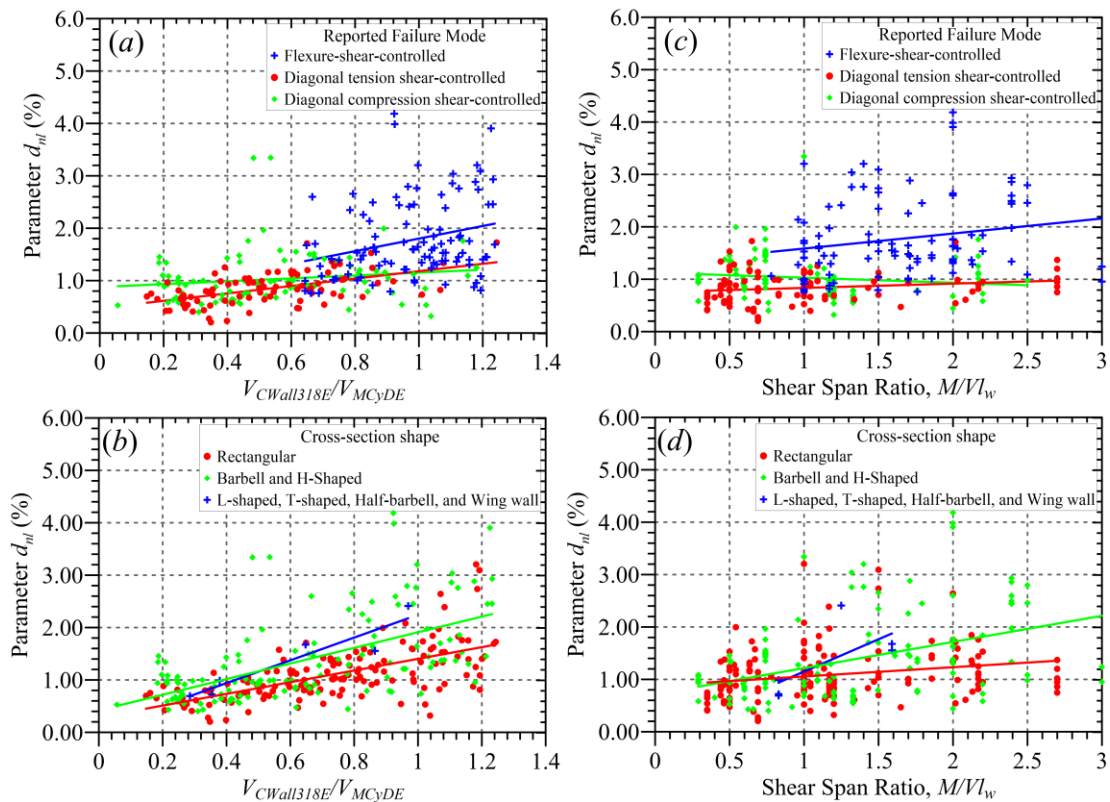 (a)
Reported Failure Mode
Flexure-shear-controlled
Diagonal tension shear-controlled
Diagonal compression shear-controlled
Parameter d_nl (%)
6.0
5.0
4.0
3.0
2.0
1.0
0.0
0 0.2 0.4 0.6 0.8 1 1.2 1.4
V_CWall318E/V_MCyDE
(c)
Reported Failure Mode
Flexure-shear-controlled
Diagonal tension shear-controlled
Diagonal compression shear-controlled
Parameter d_nl (%)
6.0
5.0
4.0
3.0
2.0
1.0
0.0
0 0.5 1 1.5 2 2.5 3
Shear Span Ratio, M/Vl_w
(b)
Cross-section shape
Rectangular
Barbell and H-Shaped
L-shaped, T-shaped, Half-barbell, and Wing wall
Parameter d_nl (%)
6.00
5.00
4.00
3.00
2.00
1.00
0.00
0 0.2 0.4 0.6 0.8 1 1.2 1.4
V_CWall318E/V_MCyDE
(d)
Cross-section shape
Rectangular
Barbell and H-Shaped
L-shaped, T-shaped, Half-barbell, and Wing wall
Parameter d_nl (%)
6.00
5.00
4.00
3.00
2.00
1.00
0.00
0 0.5 1 1.5 2 2.5 3
Shear Span Ratio, M/Vl_w